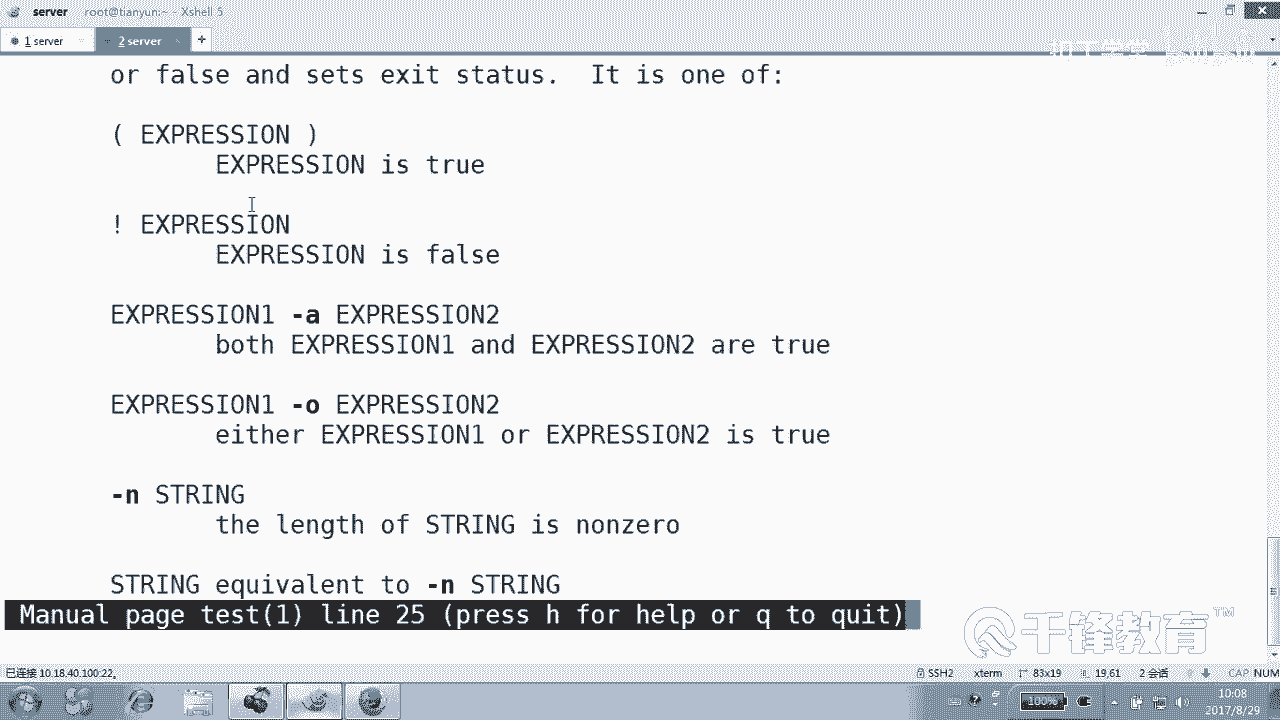 server root@tianyun:~ - Xshell 5
1 server 2 server +
or false and sets exit status.  It is one of:
( EXPRESSION )
EXPRESSION is true
! EXPRESSION
EXPRESSION is false
EXPRESSION1 -a EXPRESSION2
both EXPRESSION1 and EXPRESSION2 are true
EXPRESSION1 -o EXPRESSION2
either EXPRESSION1 or EXPRESSION2 is true
-n STRING
the length of STRING is nonzero
STRING equivalent to -n STRING
Manual page test(1) line 25 (press h for help or q to quit)
千锋教育™
已连接 10.18.40.100:22。 SSH2 xterm 83x19 19,61 2 会话 CAP NUM
100% 10:08
2017/8/29